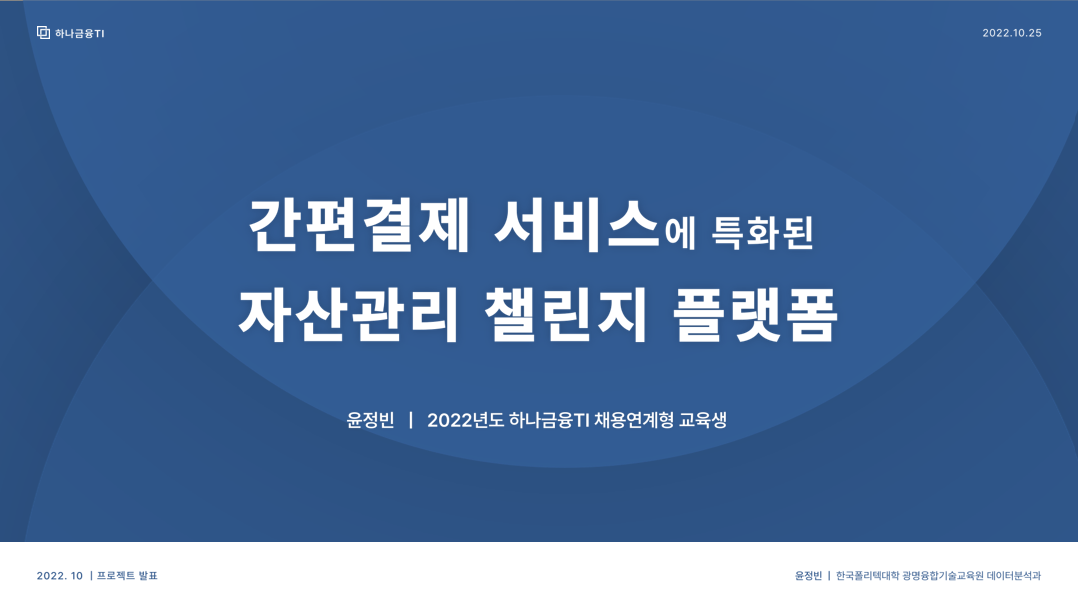 하나금융TI
2022.10.25
간편결제 서비스에 특화된
자산관리 챌린지 플랫폼
윤정빈 | 2022년도 하나금융TI 채용연계형 교육생
2022. 10 | 프로젝트 발표
윤정빈 | 한국폴리텍대학 광명융합기술교육원 데이터분석과